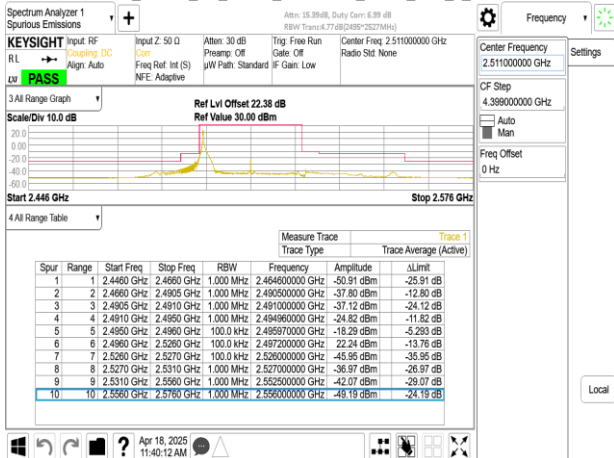 Spectrum Analyzer 1
Spurious Emissions
Attn: 15.39dB, Duty Corr: 6.99 dB
RBW Trans:4.77dB(2495~2527MHz)
Frequency
KEYSIGHT
RL
LXI
PASS
Input: RF
Coupling: DC
Align: Auto
Input Z: 50 Ω
Corr
Freq Ref: Int (S)
NFE: Adaptive
Atten: 30 dB
Preamp: Off
µW Path: Standard
Trig: Free Run
Gate: Off
IF Gain: Low
Center Freq: 2.511000000 GHz
Radio Std: None
Center Frequency
2.511000000 GHz
Settings
CF Step
4.399000000 GHz
Auto
Man
Freq Offset
0 Hz
Local
3 All Range Graph
Scale/Div 10.0 dB
Ref Lvl Offset 22.38 dB
Ref Value 30.00 dBm
20.0
0.00
-20.0
-40.0
-60.0
Start 2.446 GHz
Stop 2.576 GHz
4 All Range Table
Measure Trace Trace 1
Trace Type Trace Average (Active)
Spur Range Start Freq Stop Freq RBW Frequency Amplitude ΔLimit
1 1 2.4460 GHz 2.4660 GHz 1.000 MHz 2.464600000 GHz -50.91 dBm -25.91 dB
2 2 2.4660 GHz 2.4905 GHz 1.000 MHz 2.490500000 GHz -37.80 dBm -12.80 dB
3 3 2.4905 GHz 2.4910 GHz 1.000 MHz 2.491000000 GHz -37.12 dBm -24.12 dB
4 4 2.4910 GHz 2.4950 GHz 1.000 MHz 2.494960000 GHz -24.82 dBm -11.82 dB
5 5 2.4950 GHz 2.4960 GHz 100.0 kHz 2.495970000 GHz -18.29 dBm -5.293 dB
6 6 2.4960 GHz 2.5260 GHz 100.0 kHz 2.497200000 GHz 22.24 dBm -13.76 dB
7 7 2.5260 GHz 2.5270 GHz 100.0 kHz 2.526000000 GHz -45.95 dBm -35.95 dB
8 8 2.5270 GHz 2.5310 GHz 1.000 MHz 2.527000000 GHz -36.97 dBm -26.97 dB
9 9 2.5310 GHz 2.5560 GHz 1.000 MHz 2.552500000 GHz -42.07 dBm -29.07 dB
10 10 2.5560 GHz 2.5760 GHz 1.000 MHz 2.556000000 GHz -49.19 dBm -24.19 dB
Apr 18, 2025
11:40:12 AM